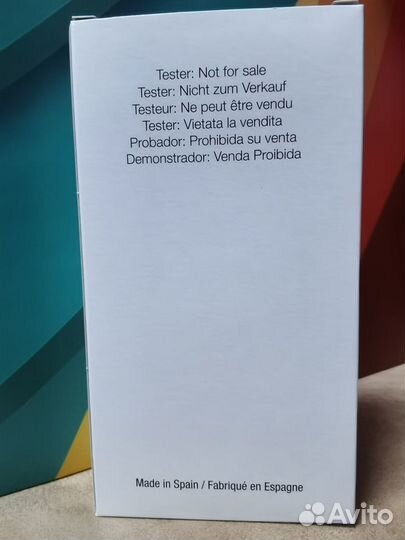 Tester: Not for sale
Tester: Nicht zum Verkauf
Testeur: Ne peut être vendu
Tester: Vietata la vendita
Probador: Prohibida su venta
Demonstrador: Venda Proibida
Made in Spain / Fabriqué en Espagne
Avito